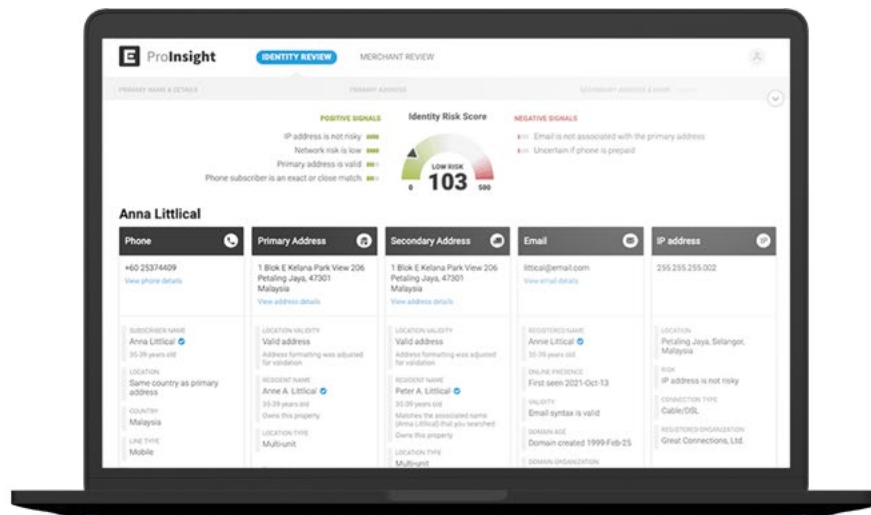 E ProInsight
IDENTITY REVIEW
MERCHANT REVIEW
PRIMARY NAME & DETAILS
PRIMARY ADDRESS
SECONDARY ADDRESS &
POSITIVE SIGNALS
IP address is not risky
Network risk is low
Primary address is valid
Phone subscriber is an exact or close match
Identity Risk Score
LOW RISK
103
0
500
NEGATIVE SIGNALS
Email is not associated with the primary address
Uncertain if phone is prepaid
Anna Littlical
Phone
+60 25374409
View phone details
SUBSCRIBER NAME
Anna Littlical
35-39 years old
LOCATION
Same country as primary
address
COUNTRY
Malaysia
LINE TYPE
Mobile
Primary Address
1 Blok E Kelana Park View 206
Petaling Jaya, 47301
Malaysia
View address details
LOCATION VALIDITY
Valid address
Address formatting was adjusted
for validation
RESIDENT NAME
Anne A. Littlical
35-39 years old
Owns this property
LOCATION TYPE
Multi-unit
Secondary Address
1 Blok E Kelana Park View 206
Petaling Jaya, 47301
Malaysia
View address details
LOCATION VALIDITY
Valid address
Address formatting was adjusted
for validation
RESIDENT NAME
Peter A. Littlical
35-39 years old
Matches the associated name
(Anna Littlical) that you searched
Owns this property
LOCATION TYPE
Multi-unit
Email
littical@email.com
View email details
REGISTERED NAME
Annie Littlical
35-39 years old
ONLINE PRESENCE
First seen 2021-Oct-13
VALIDITY
Email syntax is valid
DOMAIN AGE
Domain created 1999-Feb-25
DOMAIN ORGANIZATION
IP address
IP
255.255.255.002
LOCATION
Petaling Jaya, Selangor,
Malaysia
RISK
IP address is not risky
CONNECTION TYPE
Cable/DSL
REGISTERED ORGANIZATION
Great Connections, Ltd.